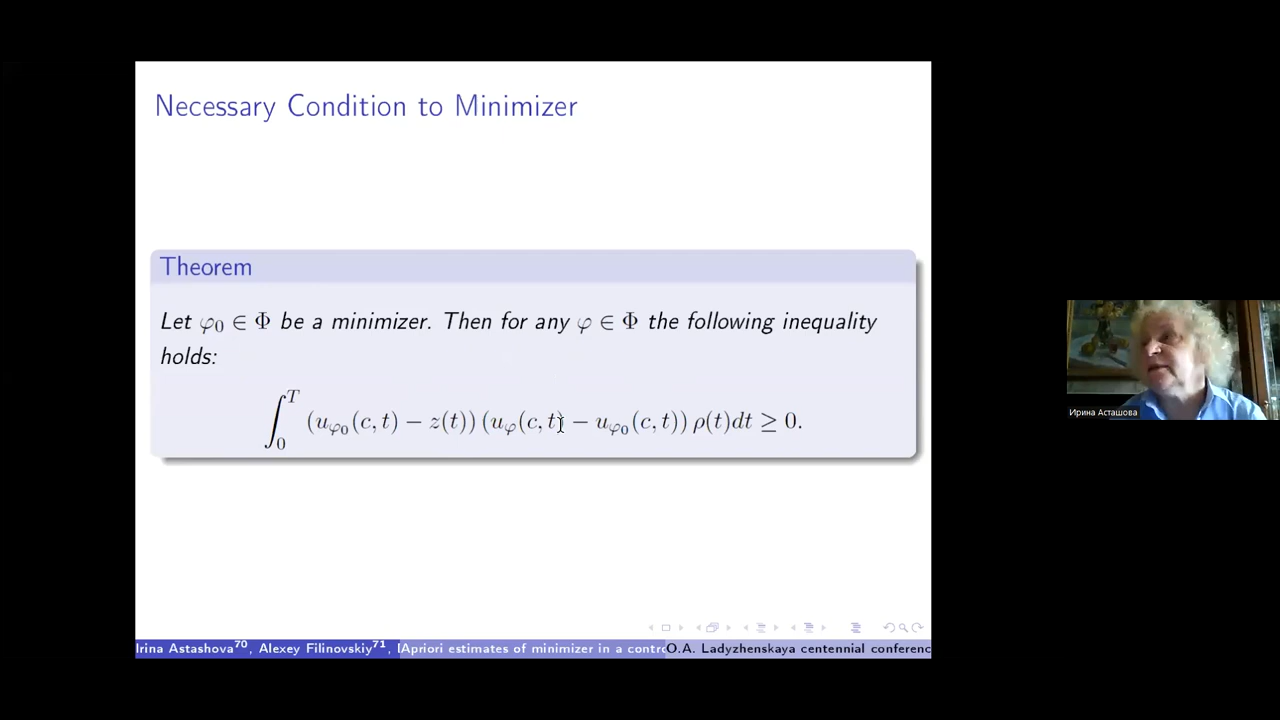 Necessary Condition to Minimizer
Theorem
Let φ₀ ∈ Φ be a minimizer. Then for any φ ∈ Φ the following inequality
holds:
∫₀ᵀ (u_φ₀(c, t) − z(t)) (u_φ(c, t) − u_φ₀(c, t)) ρ(t)dt ≥ 0.
Ирина Асташова
Irina Astashova⁷⁰, Alexey Filinovskiy⁷¹, Apriori estimates of minimizer in a contro O.A. Ladyzhenskaya centennial conferenc